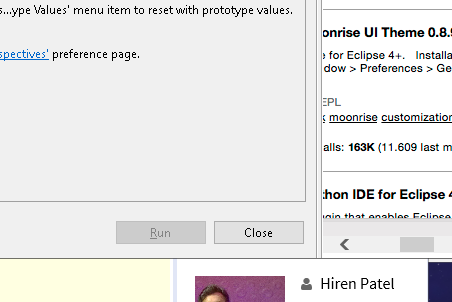 s...ype Values' menu item to reset with prototype values.
spectives' preference page.
Run
Close
onrise UI Theme 0.8.9
e for Eclipse 4+. Installa
dow > Preferences > Ge
EPL
moonrise customization
alls: 163K (11.609 last m
thon IDE for Eclipse 4
gin that enables Eclipse
Hiren Patel